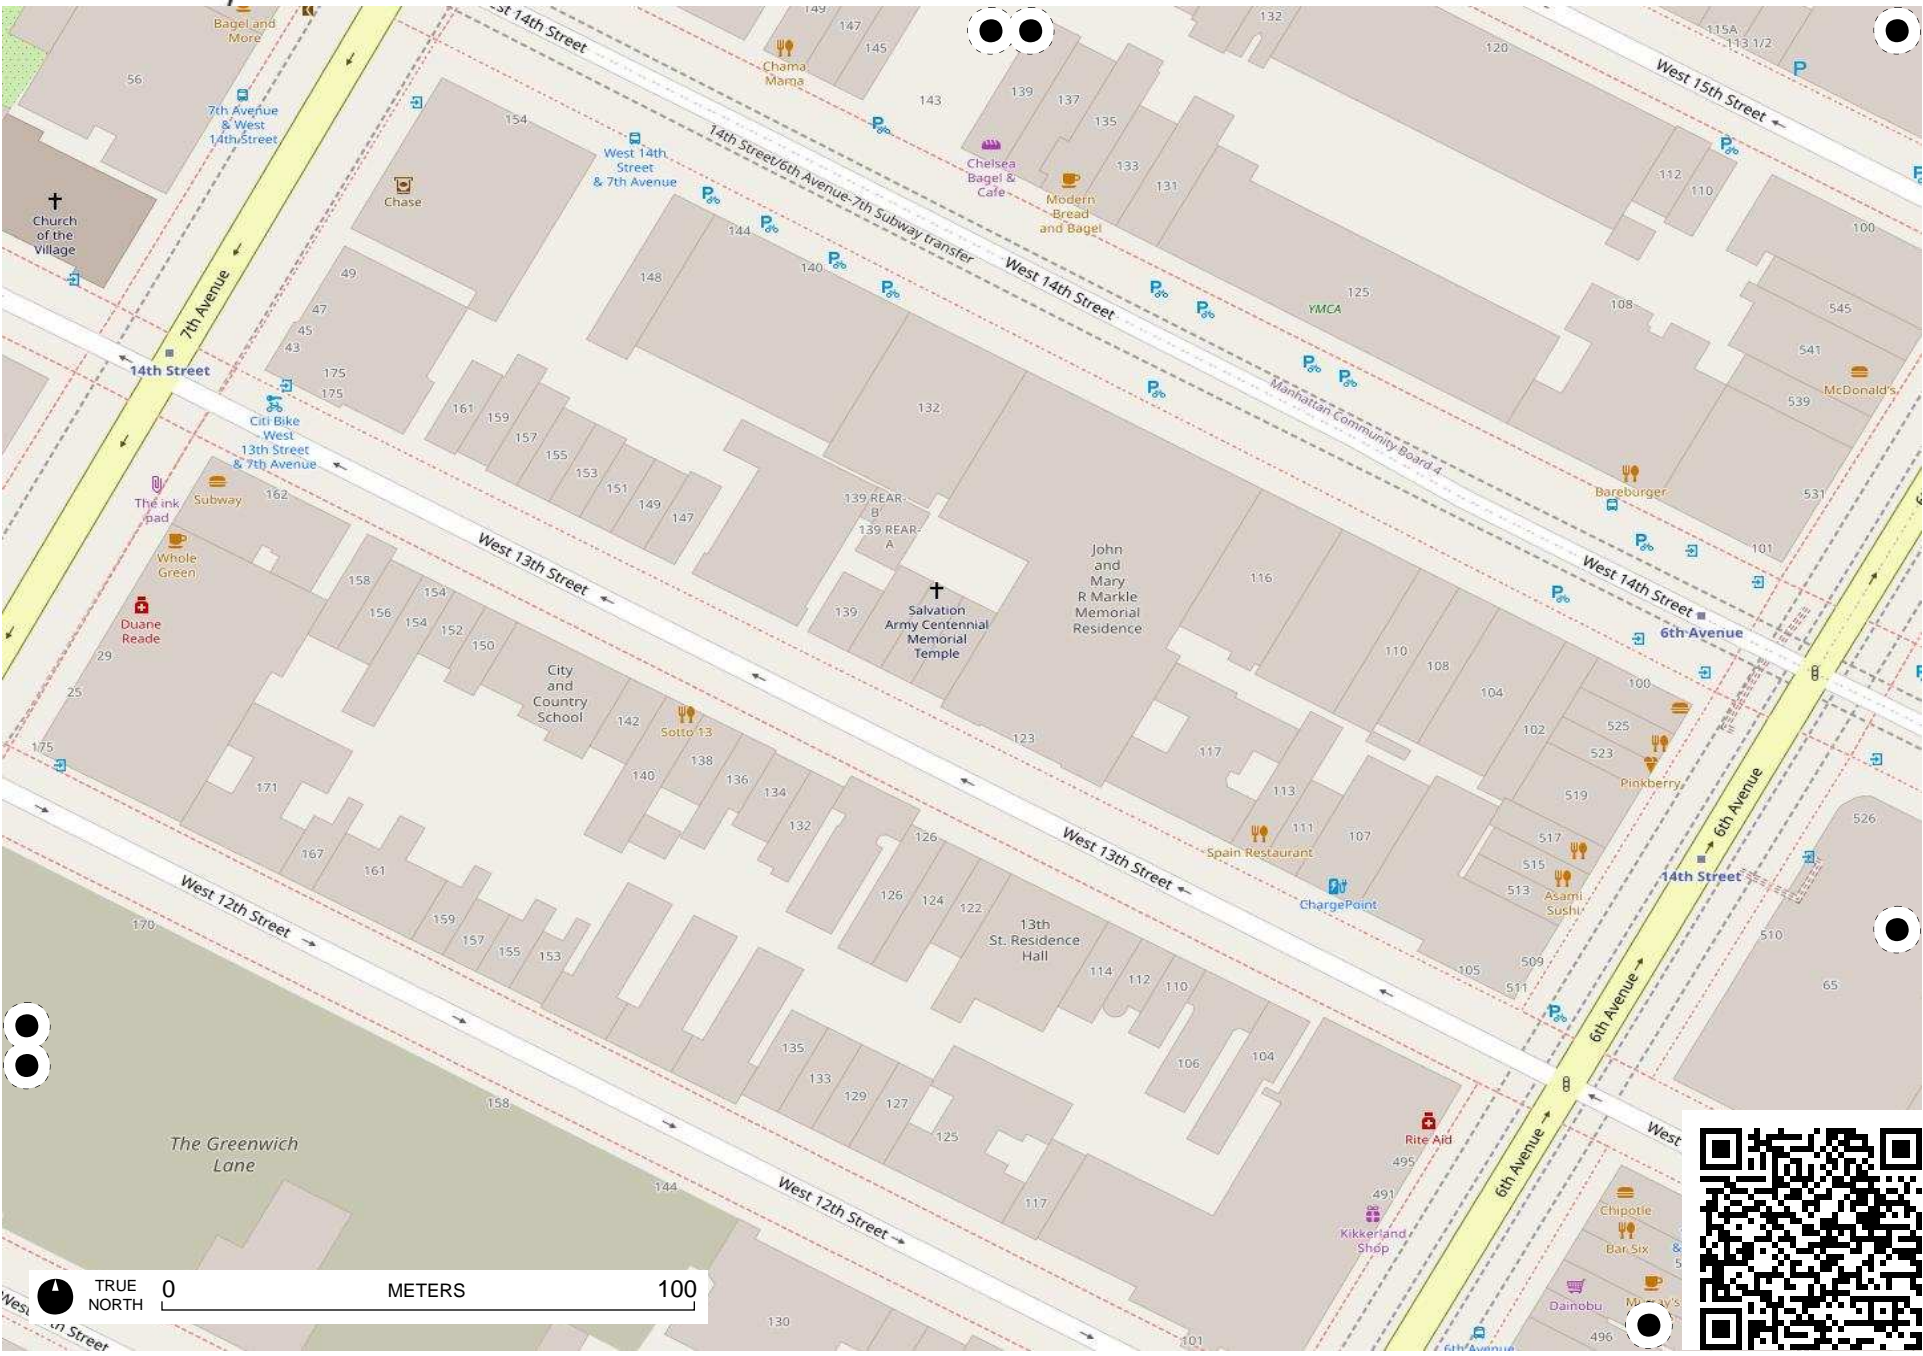 Bagel and
More
56
7th Avenue
& West
14th Street
Church
of the
Village
7th Avenue
14th Street
West 14th
Street
& 7th Avenue
154
Chase
49
47
45
43
175
175
Citi Bike
West
13th Street
& 7th Avenue
149
147
145
Chama
Mama
143
132
120
115A
113 1/2
West 15th Street
14th Street/6th Avenue-7th Subway transfer
139
137
135
133
131
Chelsea
Bagel &
Cafe
Modern
Bread
and Bagel
112
110
100
144
148
140
West 14th Street
125
YMCA
108
545
541
McDonald's
539
531
101
Manhattan Community Board 4
Bareburger
West 14th Street
6th Avenue
161
159
157
155
153
151
149
147
132
139 REAR-
B
139 REAR-
A
139
Salvation
Army Centennial
Memorial
Temple
John
and
Mary
R Markle
Memorial
Residence
116
110
108
104
102
100
525
523
Pinkberry
519
517
515
513
Asami
Sushi
509
511
105
The ink
pad
Subway
162
Whole
Green
Duane
Reade
29
25
175
West 13th Street
158
156
154
154
152
150
City
and
Country
School
142
Sotto 13
140
138
136
134
132
123
117
113
111
107
Spain Restaurant
ChargePoint
West 13th Street
6th Avenue
14th Street
526
510
65
6th Avenue
171
167
161
159
157
155
153
126
126
124
122
13th
St. Residence
Hall
114
112
110
106
104
West 12th Street
170
135
133
129
127
125
117
158
144
The Greenwich
Lane
West 12th Street
Rite Aid
495
491
Kikkerland
Shop
6th Avenue
West
Chipotle
Bar Six
Dainobu
496
6th Avenue
130
101
TRUE
NORTH
0
METERS
100